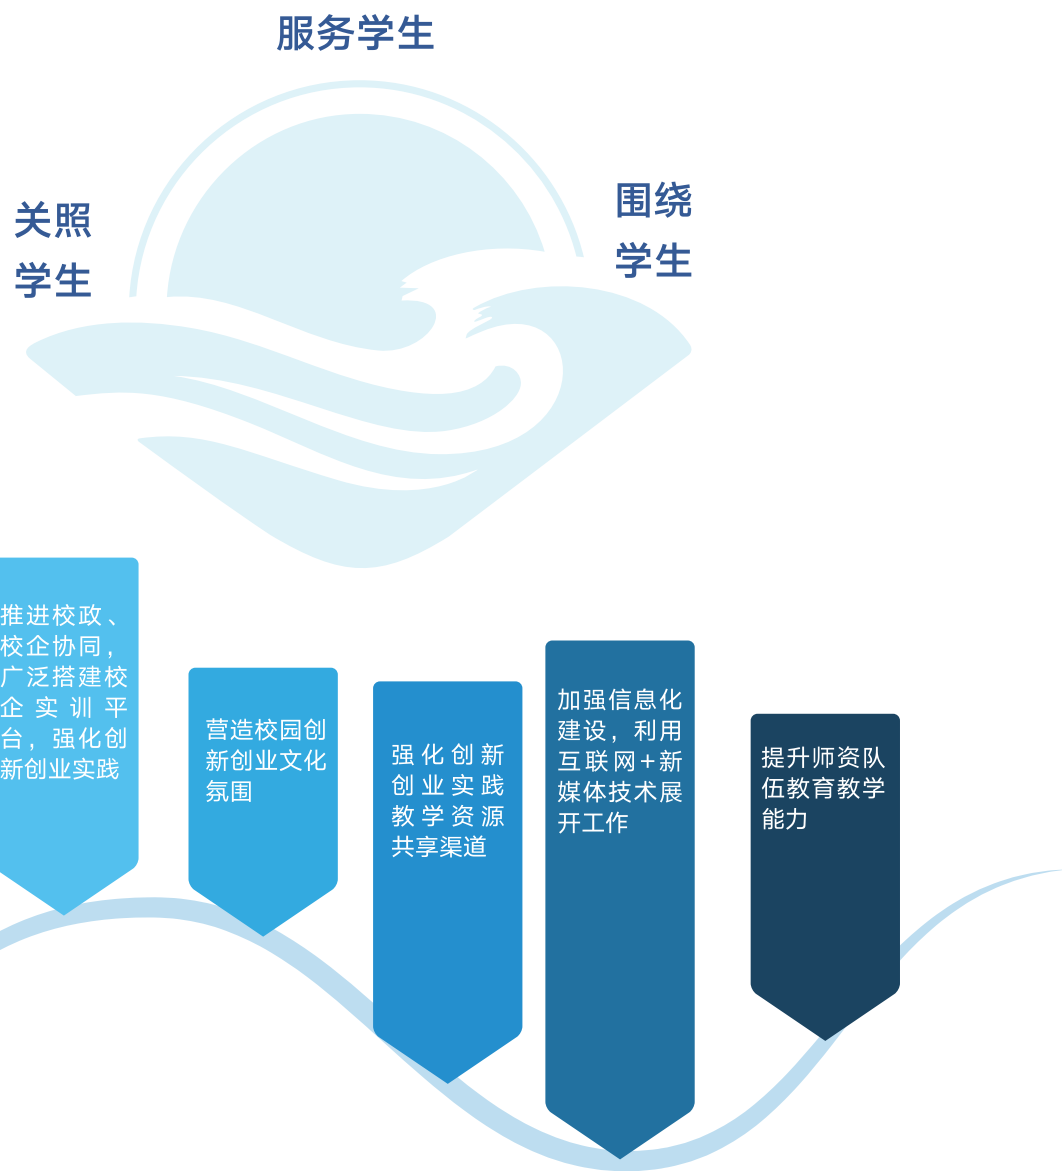 服务学生
关照
学生
围绕
学生
推进校政、
校企协同，
广泛搭建校
企实训平
台，强化创
新创业实践
营造校园创
新创业文化
氛围
强化创新
创业实践
教学资源
共享渠道
加强信息化
建设，利用
互联网+新
媒体技术展
开工作
提升师资队
伍教育教学
能力